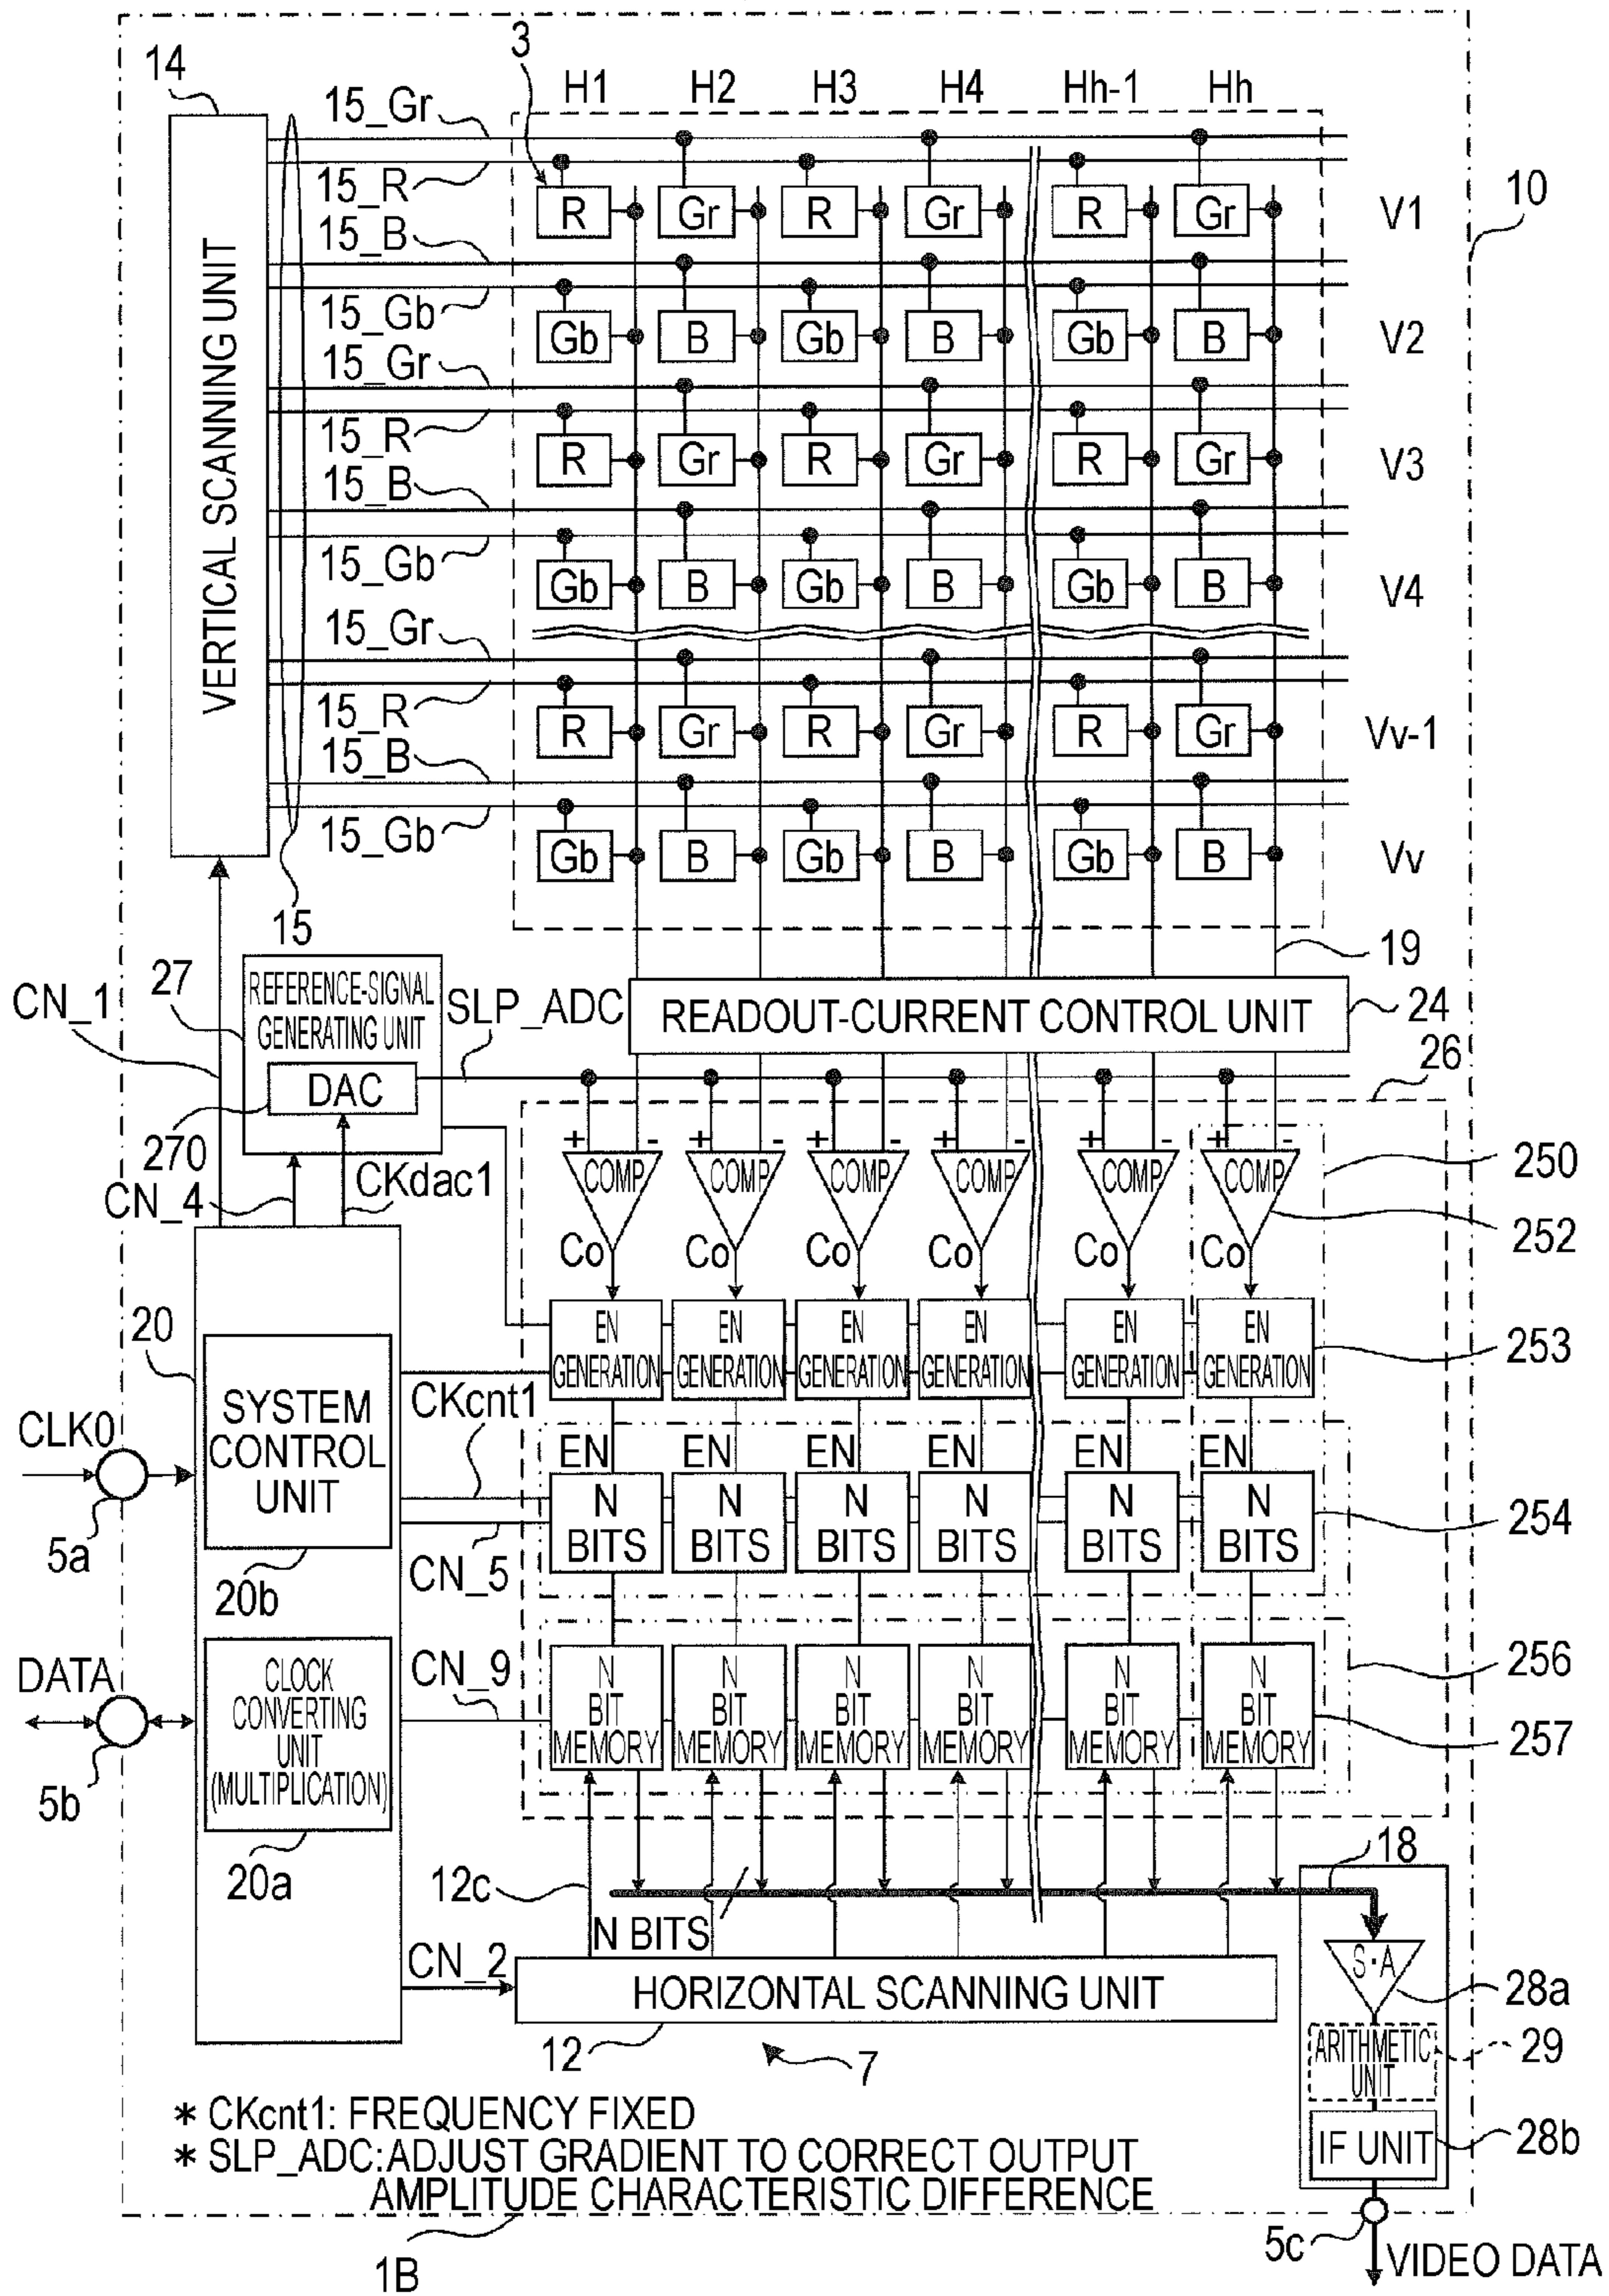 14
3
H1 H2 H3 H4 Hh-1 Hh
15_Gr
15_R
R Gr R Gr R Gr V1
10
15_B
15_Gb
Gb B Gb B Gb B V2
15_Gr
15_R
R Gr R Gr R Gr V3
15_B
15_Gb
Gb B Gb B Gb B V4
15_Gr
15_R
R Gr R Gr R Gr Vv-1
15_B
15_Gb
Gb B Gb B Gb B Vv
VERTICAL SCANNING UNIT
15
19
27
CN_1
REFERENCE-SIGNAL
GENERATING UNIT
DAC
270
SLP_ADC
READOUT-CURRENT CONTROL UNIT
24
26
CN_4
CKdac1
+ - + - + - + - + - + -
COMP COMP COMP COMP COMP COMP
250
252
Co Co Co Co Co Co
EN EN EN EN EN EN
GENERATION GENERATION GENERATION GENERATION GENERATION GENERATION
253
20
SYSTEM
CONTROL
UNIT
CKcnt1
CLK0
5a
EN EN EN EN EN EN
N N N N N N
BITS BITS BITS BITS BITS BITS
254
CN_5
20b
DATA
5b
CLOCK
CONVERTING
UNIT
(MULTIPLICATION)
20a
CN_9
N N N N N N
BIT BIT BIT BIT BIT BIT
MEMORY MEMORY MEMORY MEMORY MEMORY MEMORY
256
257
12c
N BITS
18
CN_2
HORIZONTAL SCANNING UNIT
12
7
S·A
28a
ARITHMETIC
UNIT
29
IF UNIT
28b
5c
VIDEO DATA
* CKcnt1: FREQUENCY FIXED
* SLP_ADC:ADJUST GRADIENT TO CORRECT OUTPUT
AMPLITUDE CHARACTERISTIC DIFFERENCE
1B